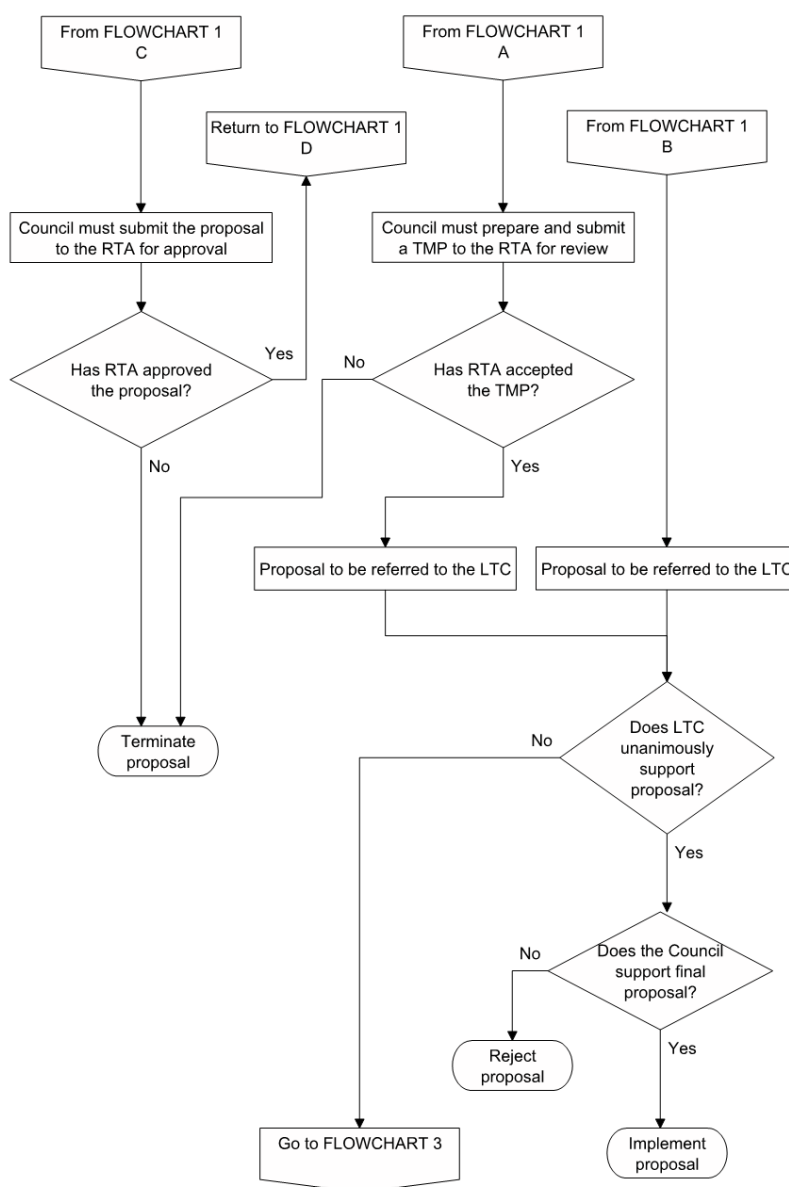 From FLOWCHART 1
C
From FLOWCHART 1
A
Return to FLOWCHART 1
D
From FLOWCHART 1
B
Council must submit the proposal
to the RTA for approval
Council must prepare and submit
a TMP to the RTA for review
Has RTA approved
the proposal?
Yes
No
Has RTA accepted
the TMP?
No
Yes
Proposal to be referred to the LTC
Proposal to be referred to the LTC
Terminate
proposal
Does LTC
unanimously
support
proposal?
No
Yes
Does the Council
support final
proposal?
No
Yes
Reject
proposal
Go to FLOWCHART 3
Implement
proposal